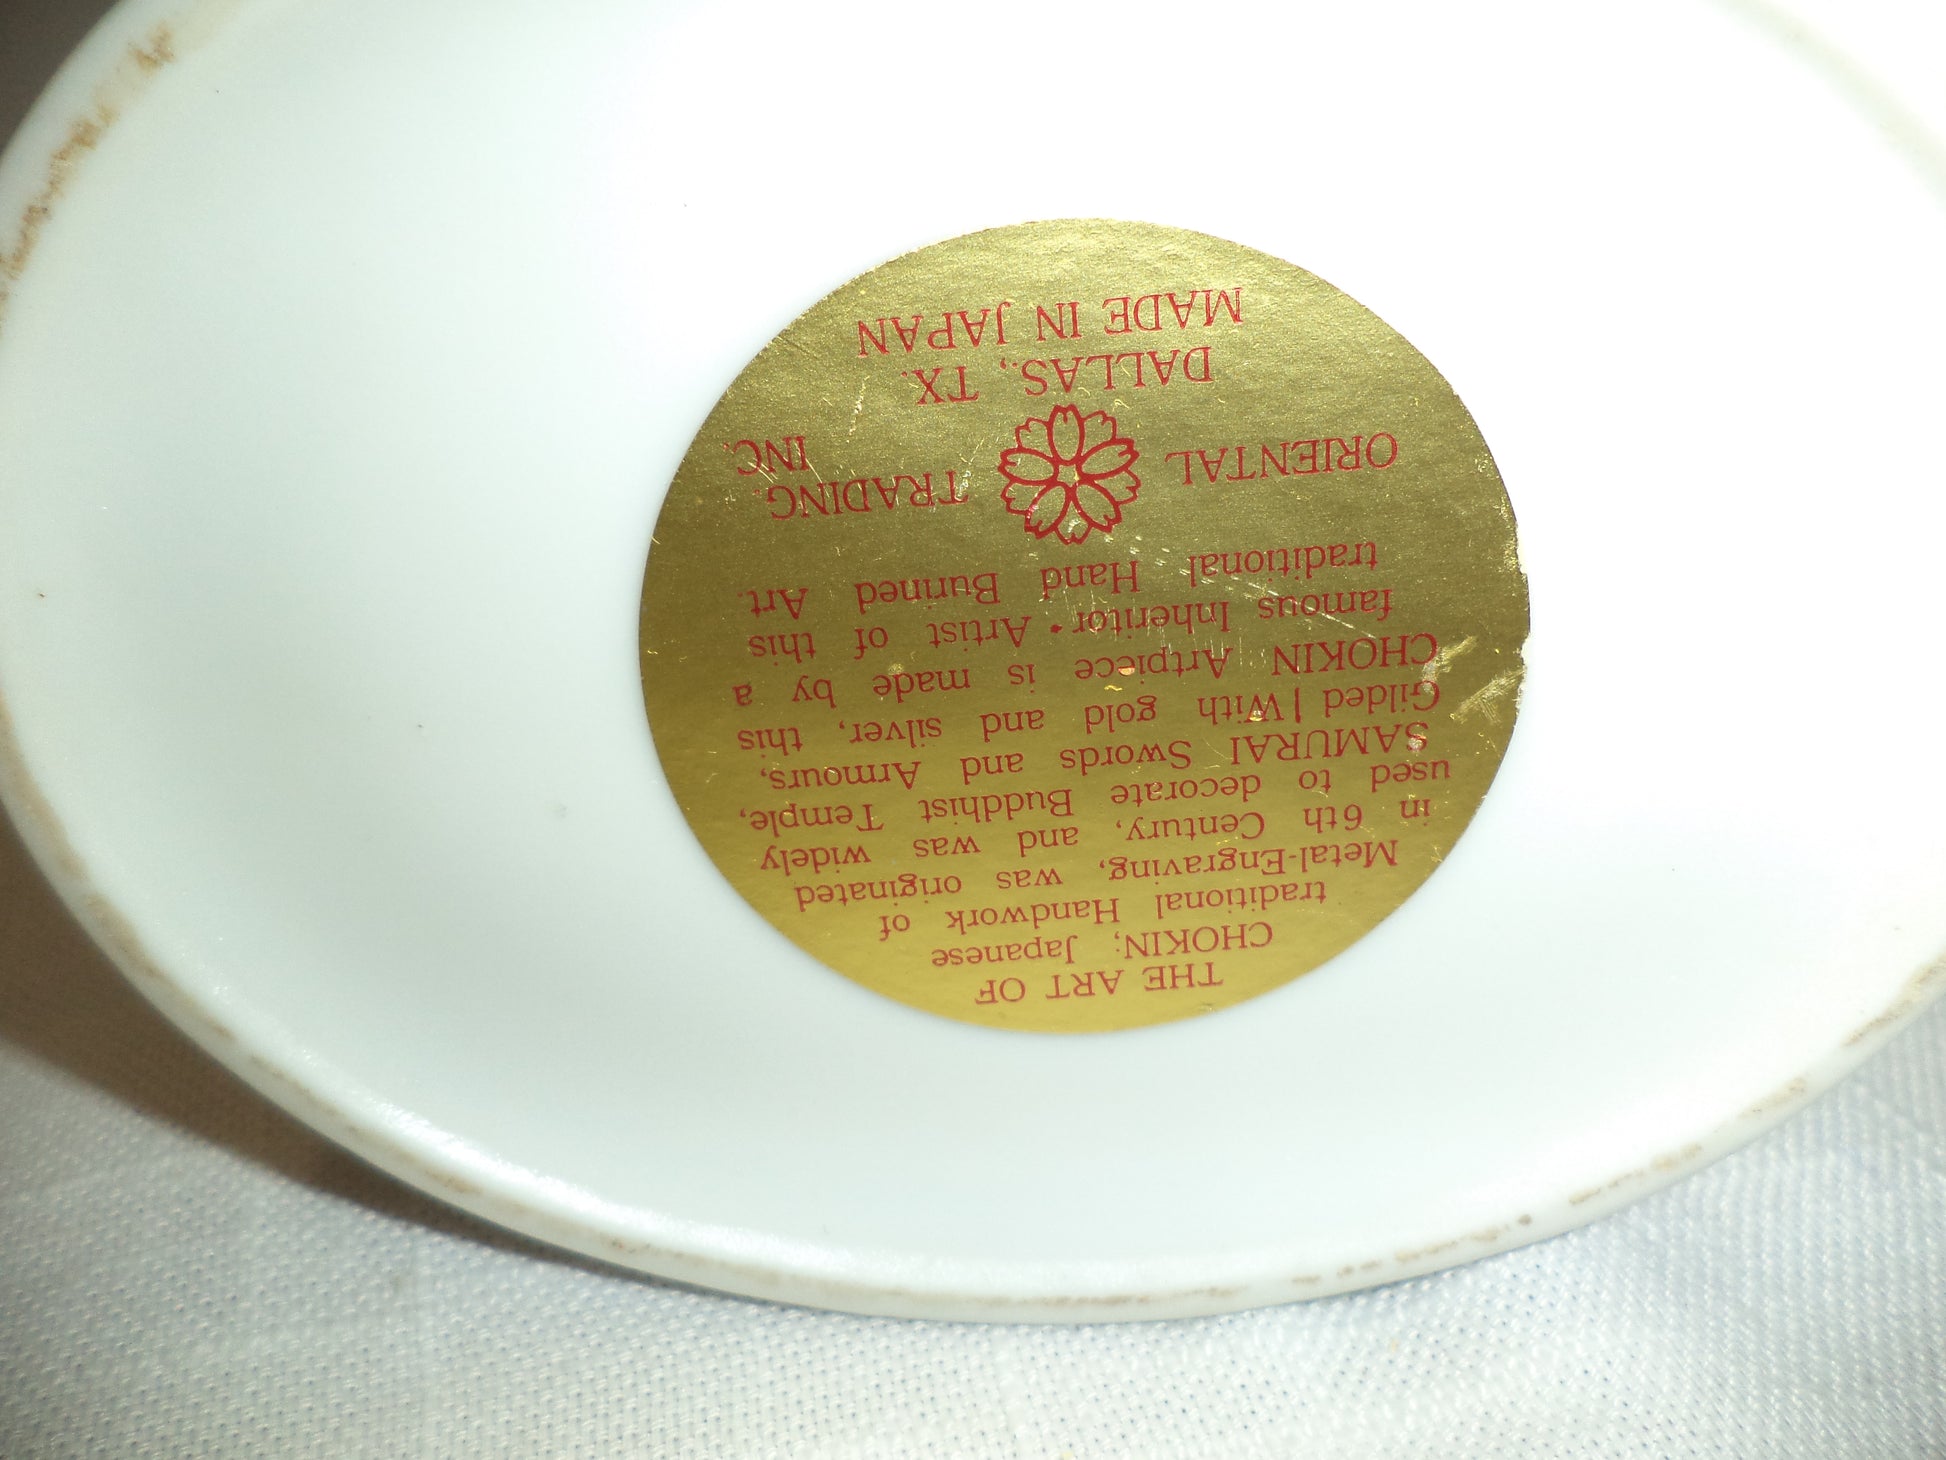 THE ART OF
CHOKIN; Japanese
traditional Handwork of
Metal-Engraving, was originated
in 6th Century, and was widely
used to decorate Buddhist Temple,
SAMURAI Swords and Armours,
Gilded | With gold and silver, this
CHOKIN Artpiece is made by a
famous Inheritor • Artist of this
traditional Hand Burined Art.
ORIENTAL TRADING. INC.
DALLAS., TX.
MADE IN JAPAN